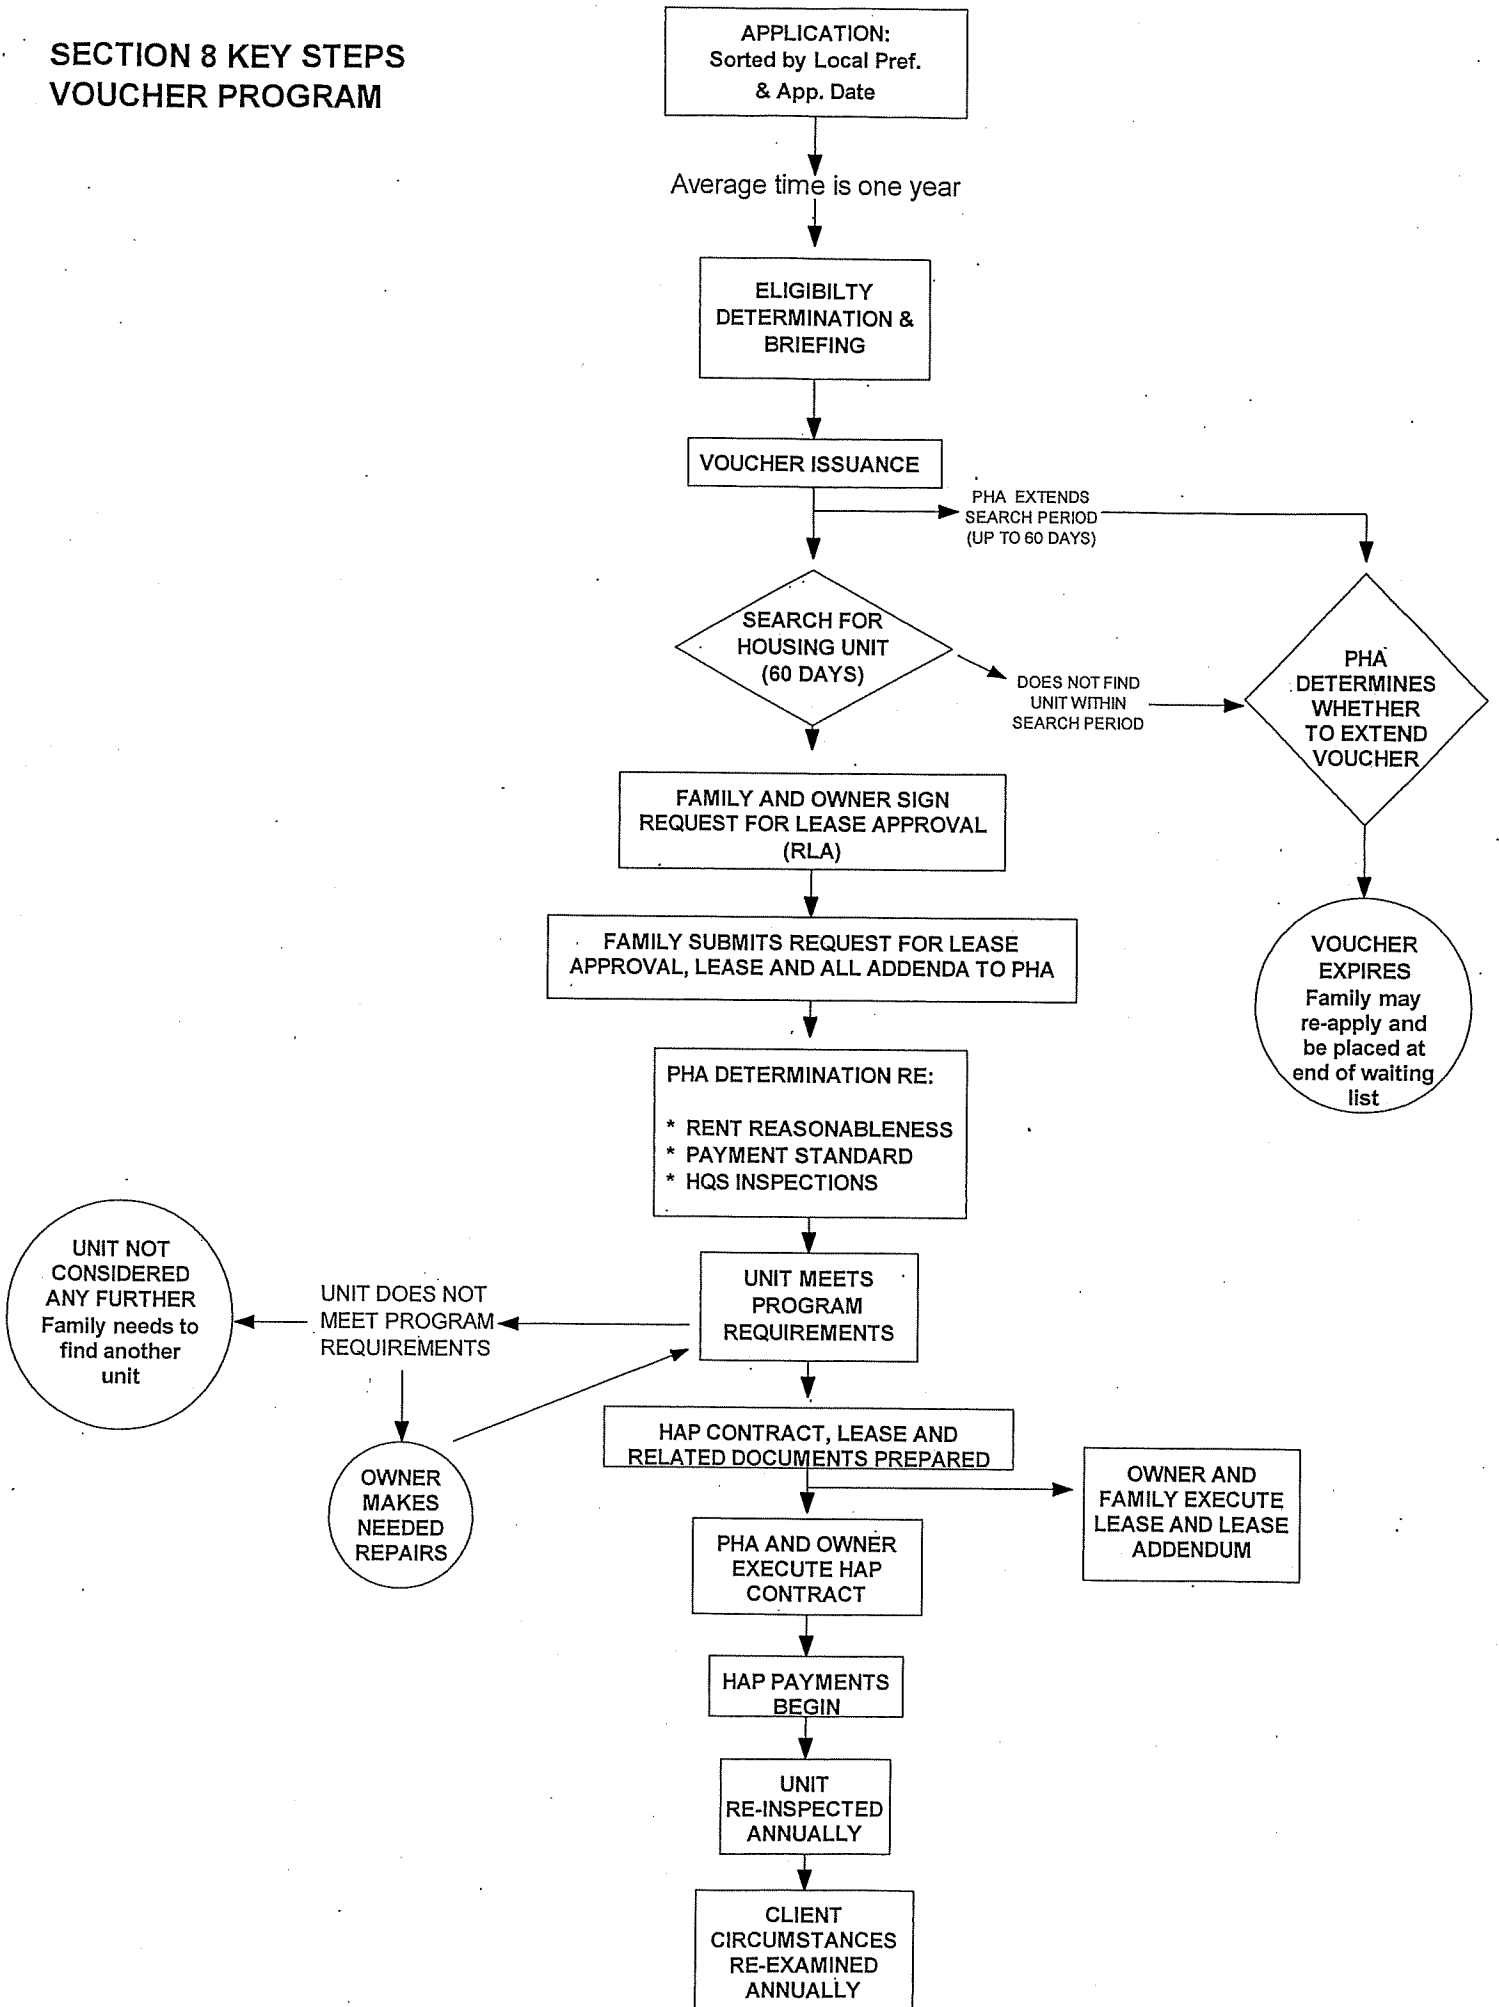 SECTION 8 KEY STEPS
VOUCHER PROGRAM
APPLICATION:
Sorted by Local Pref.
& App. Date
Average time is one year
ELIGIBILTY
DETERMINATION &
BRIEFING
VOUCHER ISSUANCE
PHA EXTENDS
SEARCH PERIOD
(UP TO 60 DAYS)
SEARCH FOR
HOUSING UNIT
(60 DAYS)
DOES NOT FIND
UNIT WITHIN
SEARCH PERIOD
PHA
DETERMINES
WHETHER
TO EXTEND
VOUCHER
FAMILY AND OWNER SIGN
REQUEST FOR LEASE APPROVAL
(RLA)
FAMILY SUBMITS REQUEST FOR LEASE
APPROVAL, LEASE AND ALL ADDENDA TO PHA
VOUCHER
EXPIRES
Family may
re-apply and
be placed at
end of waiting
list
PHA DETERMINATION RE:
* RENT REASONABLENESS
* PAYMENT STANDARD
* HQS INSPECTIONS
UNIT NOT
CONSIDERED
ANY FURTHER
Family needs to
find another
unit
UNIT DOES NOT
MEET PROGRAM
REQUIREMENTS
UNIT MEETS
PROGRAM
REQUIREMENTS
OWNER
MAKES
NEEDED
REPAIRS
HAP CONTRACT, LEASE AND
RELATED DOCUMENTS PREPARED
OWNER AND
FAMILY EXECUTE
LEASE AND LEASE
ADDENDUM
PHA AND OWNER
EXECUTE HAP
CONTRACT
HAP PAYMENTS
BEGIN
UNIT
RE-INSPECTED
ANNUALLY
CLIENT
CIRCUMSTANCES
RE-EXAMINED
ANNUALLY